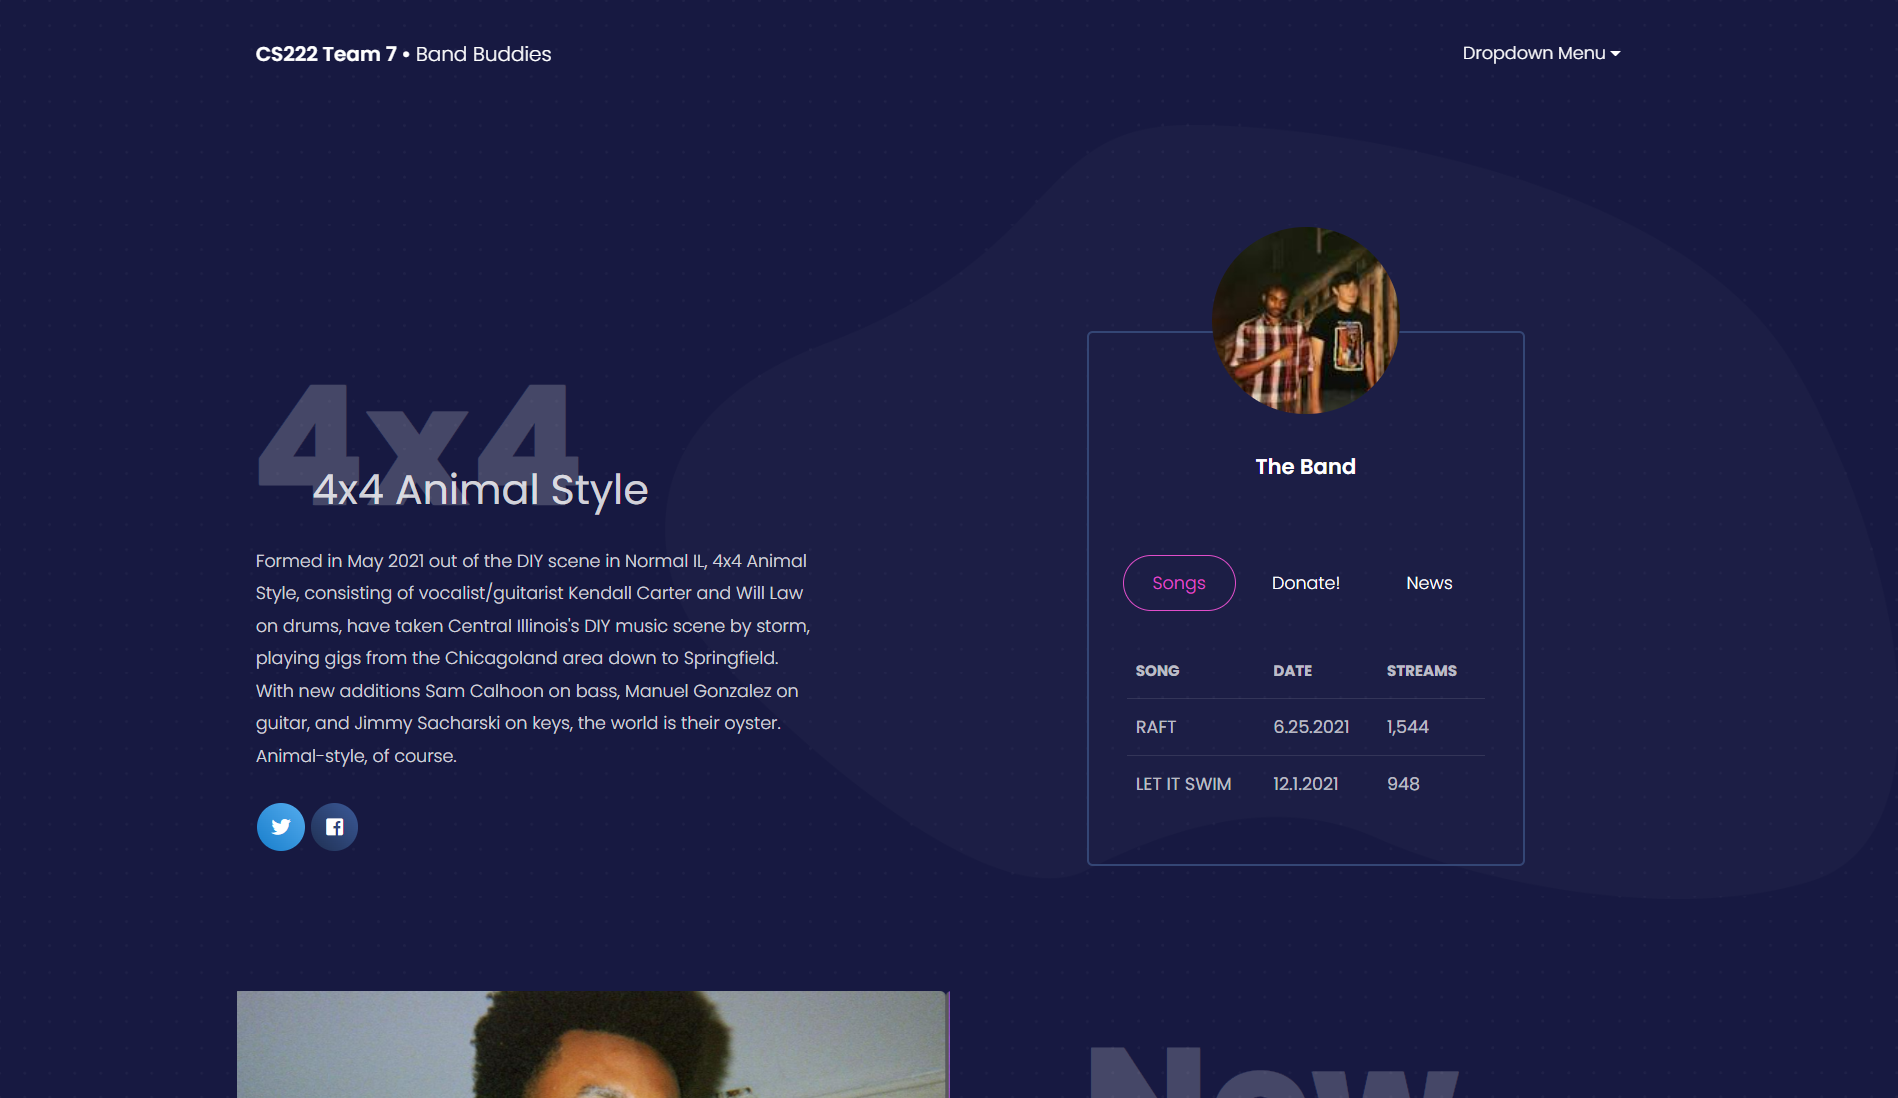 CS222 Team 7 • Band Buddies
Dropdown Menu
4x4
4x4 Animal Style
Formed in May 2021 out of the DIY scene in Normal IL, 4x4 Animal
Style, consisting of vocalist/guitarist Kendall Carter and Will Law
on drums, have taken Central Illinois's DIY music scene by storm,
playing gigs from the Chicagoland area down to Springfield.
With new additions Sam Calhoon on bass, Manuel Gonzalez on
guitar, and Jimmy Sacharski on keys, the world is their oyster.
Animal-style, of course.
The Band
Songs Donate! News
SONG DATE STREAMS
RAFT 6.25.2021 1,544
LET IT SWIM 12.1.2021 948